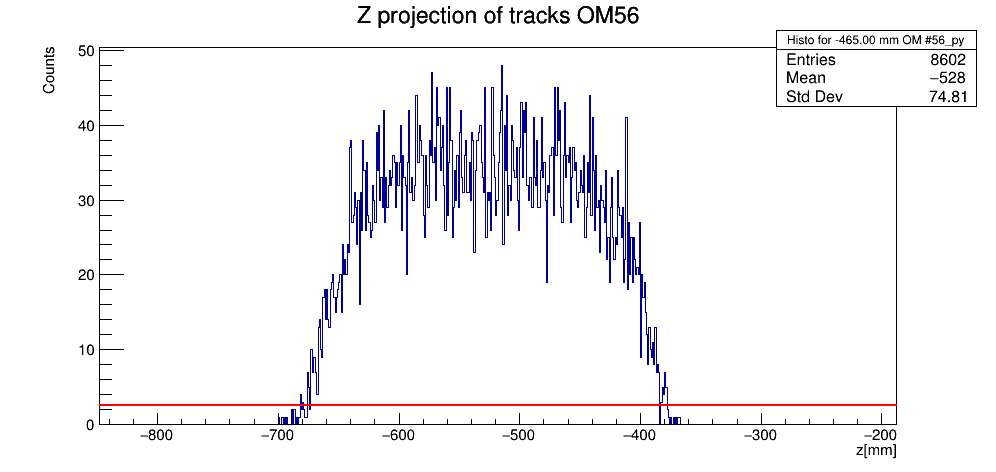 Z projection of tracks OM56
Histo for -465.00 mm OM #56_py
Entries 8602
Mean −528
Std Dev 74.81
Counts
50
40
30
20
10
0
−800 −700 −600 −500 −400 −300 −200
z[mm]